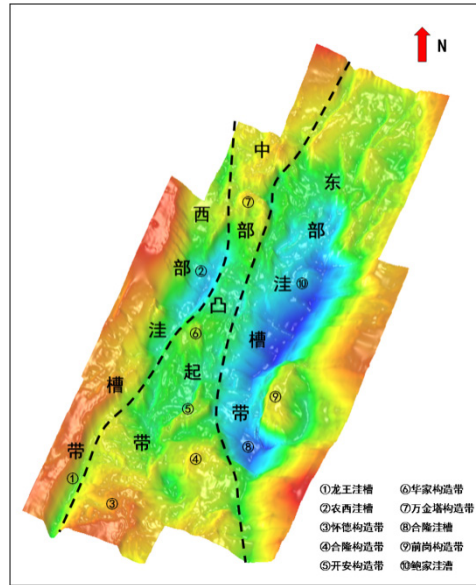 N
西部洼槽带
中部凸起带
东部洼槽带
⑦
②
⑩
⑥
⑨
⑤
⑧
④
①
③
①龙王洼槽
②农西洼槽
③怀德构造带
④合隆构造带
⑤开安构造带
⑥华家构造带
⑦万金塔构造带
⑧合隆洼槽
⑨前岗构造带
⑩鲍家洼漕